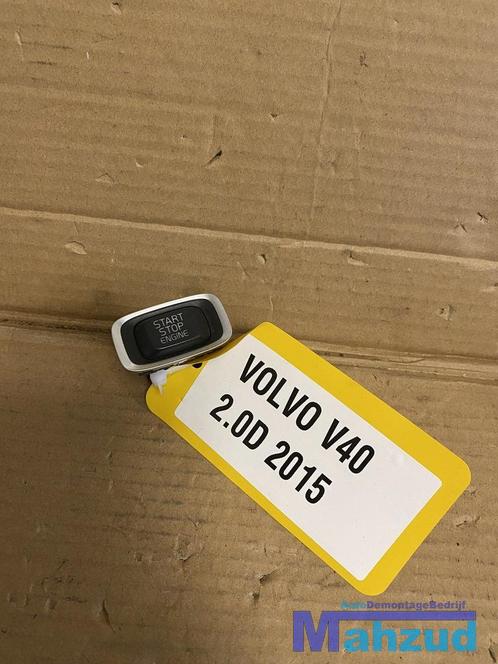 START
STOP
ENGINE
VOLVO V40
2.0D 2015
AutoDemontageBedrijf
Mahzud